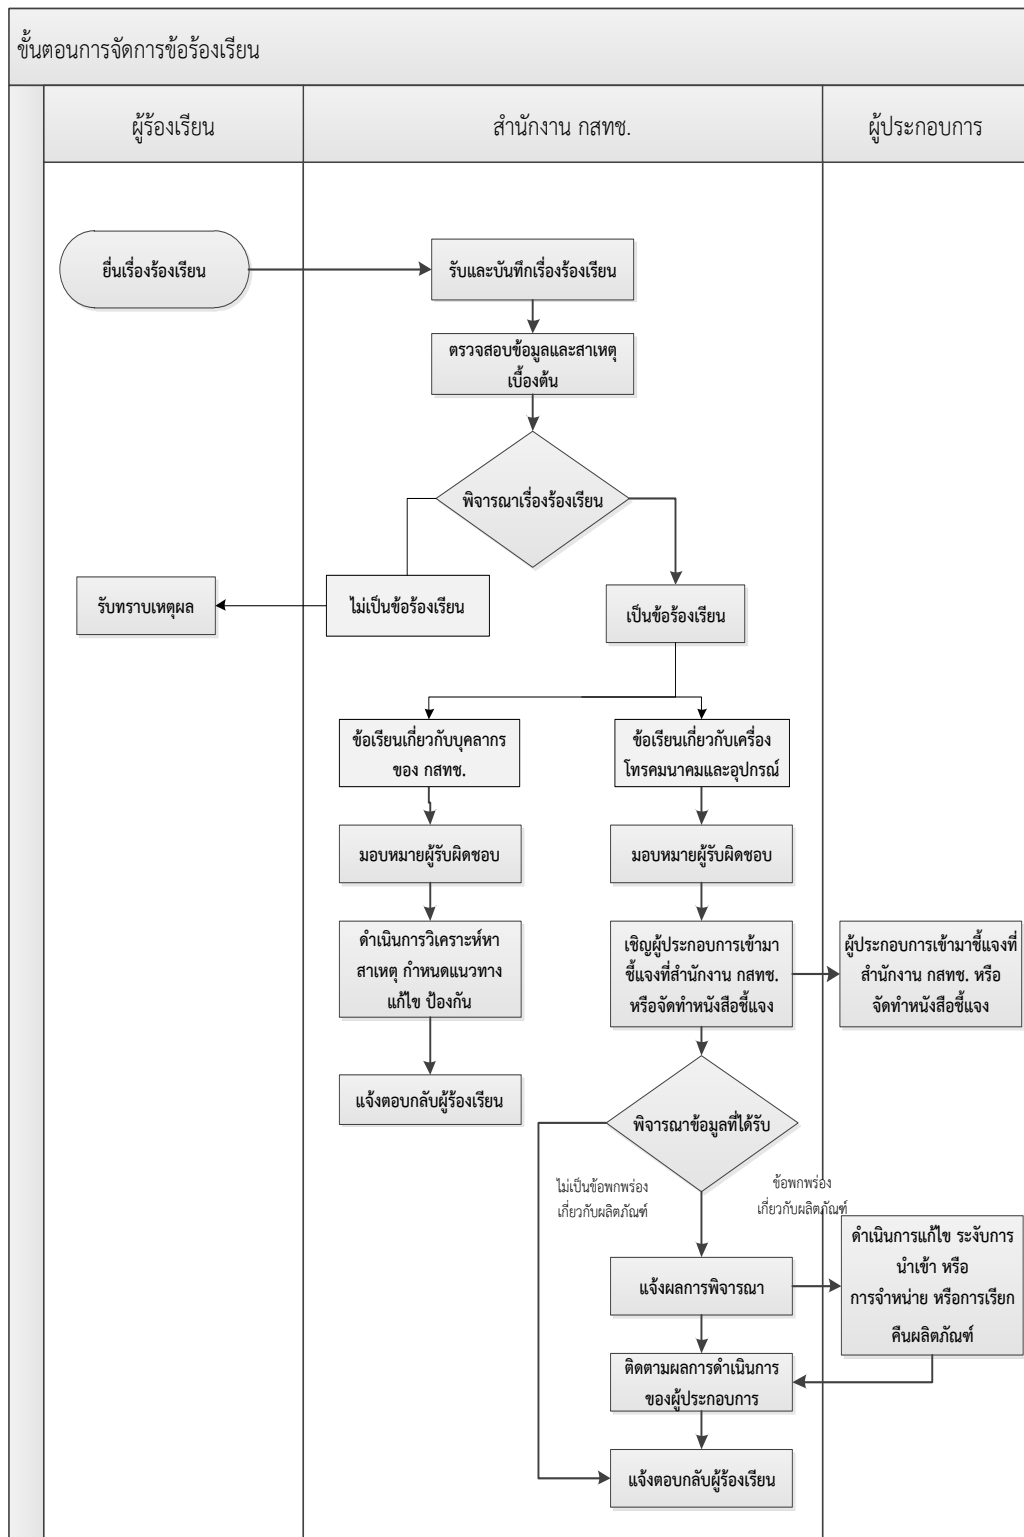 ขั้นตอนการจัดการข้อร้องเรียน
ผู้ร้องเรียน
สำนักงาน กสทช.
ผู้ประกอบการ
ยื่นเรื่องร้องเรียน
รับและบันทึกเรื่องร้องเรียน
ตรวจสอบข้อมูลและสาเหตุ
เบื้องต้น
พิจารณาเรื่องร้องเรียน
รับทราบเหตุผล
ไม่เป็นข้อร้องเรียน
เป็นข้อร้องเรียน
ข้อเรียนเกี่ยวกับบุคลากร
ของ กสทช.
ข้อเรียนเกี่ยวกับเครื่อง
โทรคมนาคมและอุปกรณ์
มอบหมายผู้รับผิดชอบ
มอบหมายผู้รับผิดชอบ
ดำเนินการวิเคราะห์หา
สาเหตุ กำหนดแนวทาง
แก้ไข ป้องกัน
เชิญผู้ประกอบการเข้ามา
ชี้แจงที่สำนักงาน กสทช.
หรือจัดทำหนังสือชี้แจง
ผู้ประกอบการเข้ามาชี้แจงที่
สำนักงาน กสทช. หรือ
จัดทำหนังสือชี้แจง
แจ้งตอบกลับผู้ร้องเรียน
พิจารณาข้อมูลที่ได้รับ
ไม่เป็นข้อพกพร่อง
เกี่ยวกับผลิตภัณฑ์
ข้อพกพร่อง
เกี่ยวกับผลิตภัณฑ์
แจ้งผลการพิจารณา
ดำเนินการแก้ไข ระงับการ
นำเข้า หรือ
การจำหน่าย หรือการเรียก
คืนผลิตภัณฑ์
ติดตามผลการดำเนินการ
ของผู้ประกอบการ
แจ้งตอบกลับผู้ร้องเรียน